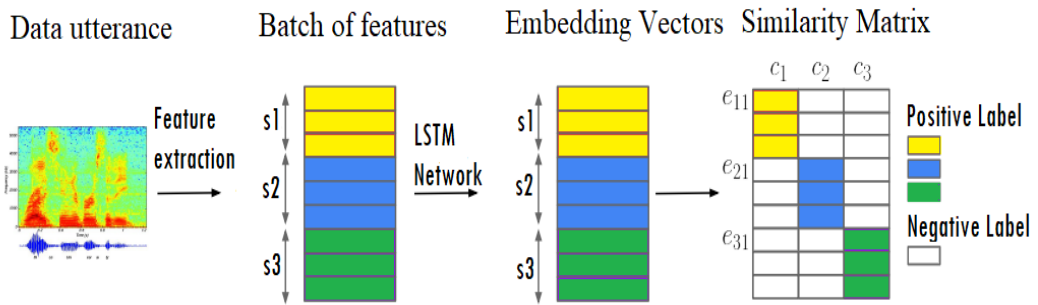 Data utterance
Batch of features
Embedding Vectors
Similarity Matrix
Feature
extraction
s1
s2
s3
LSTM
Network
s1
s2
s3
c1 c2 c3
e11
e21
e31
Positive Label
Negative Label